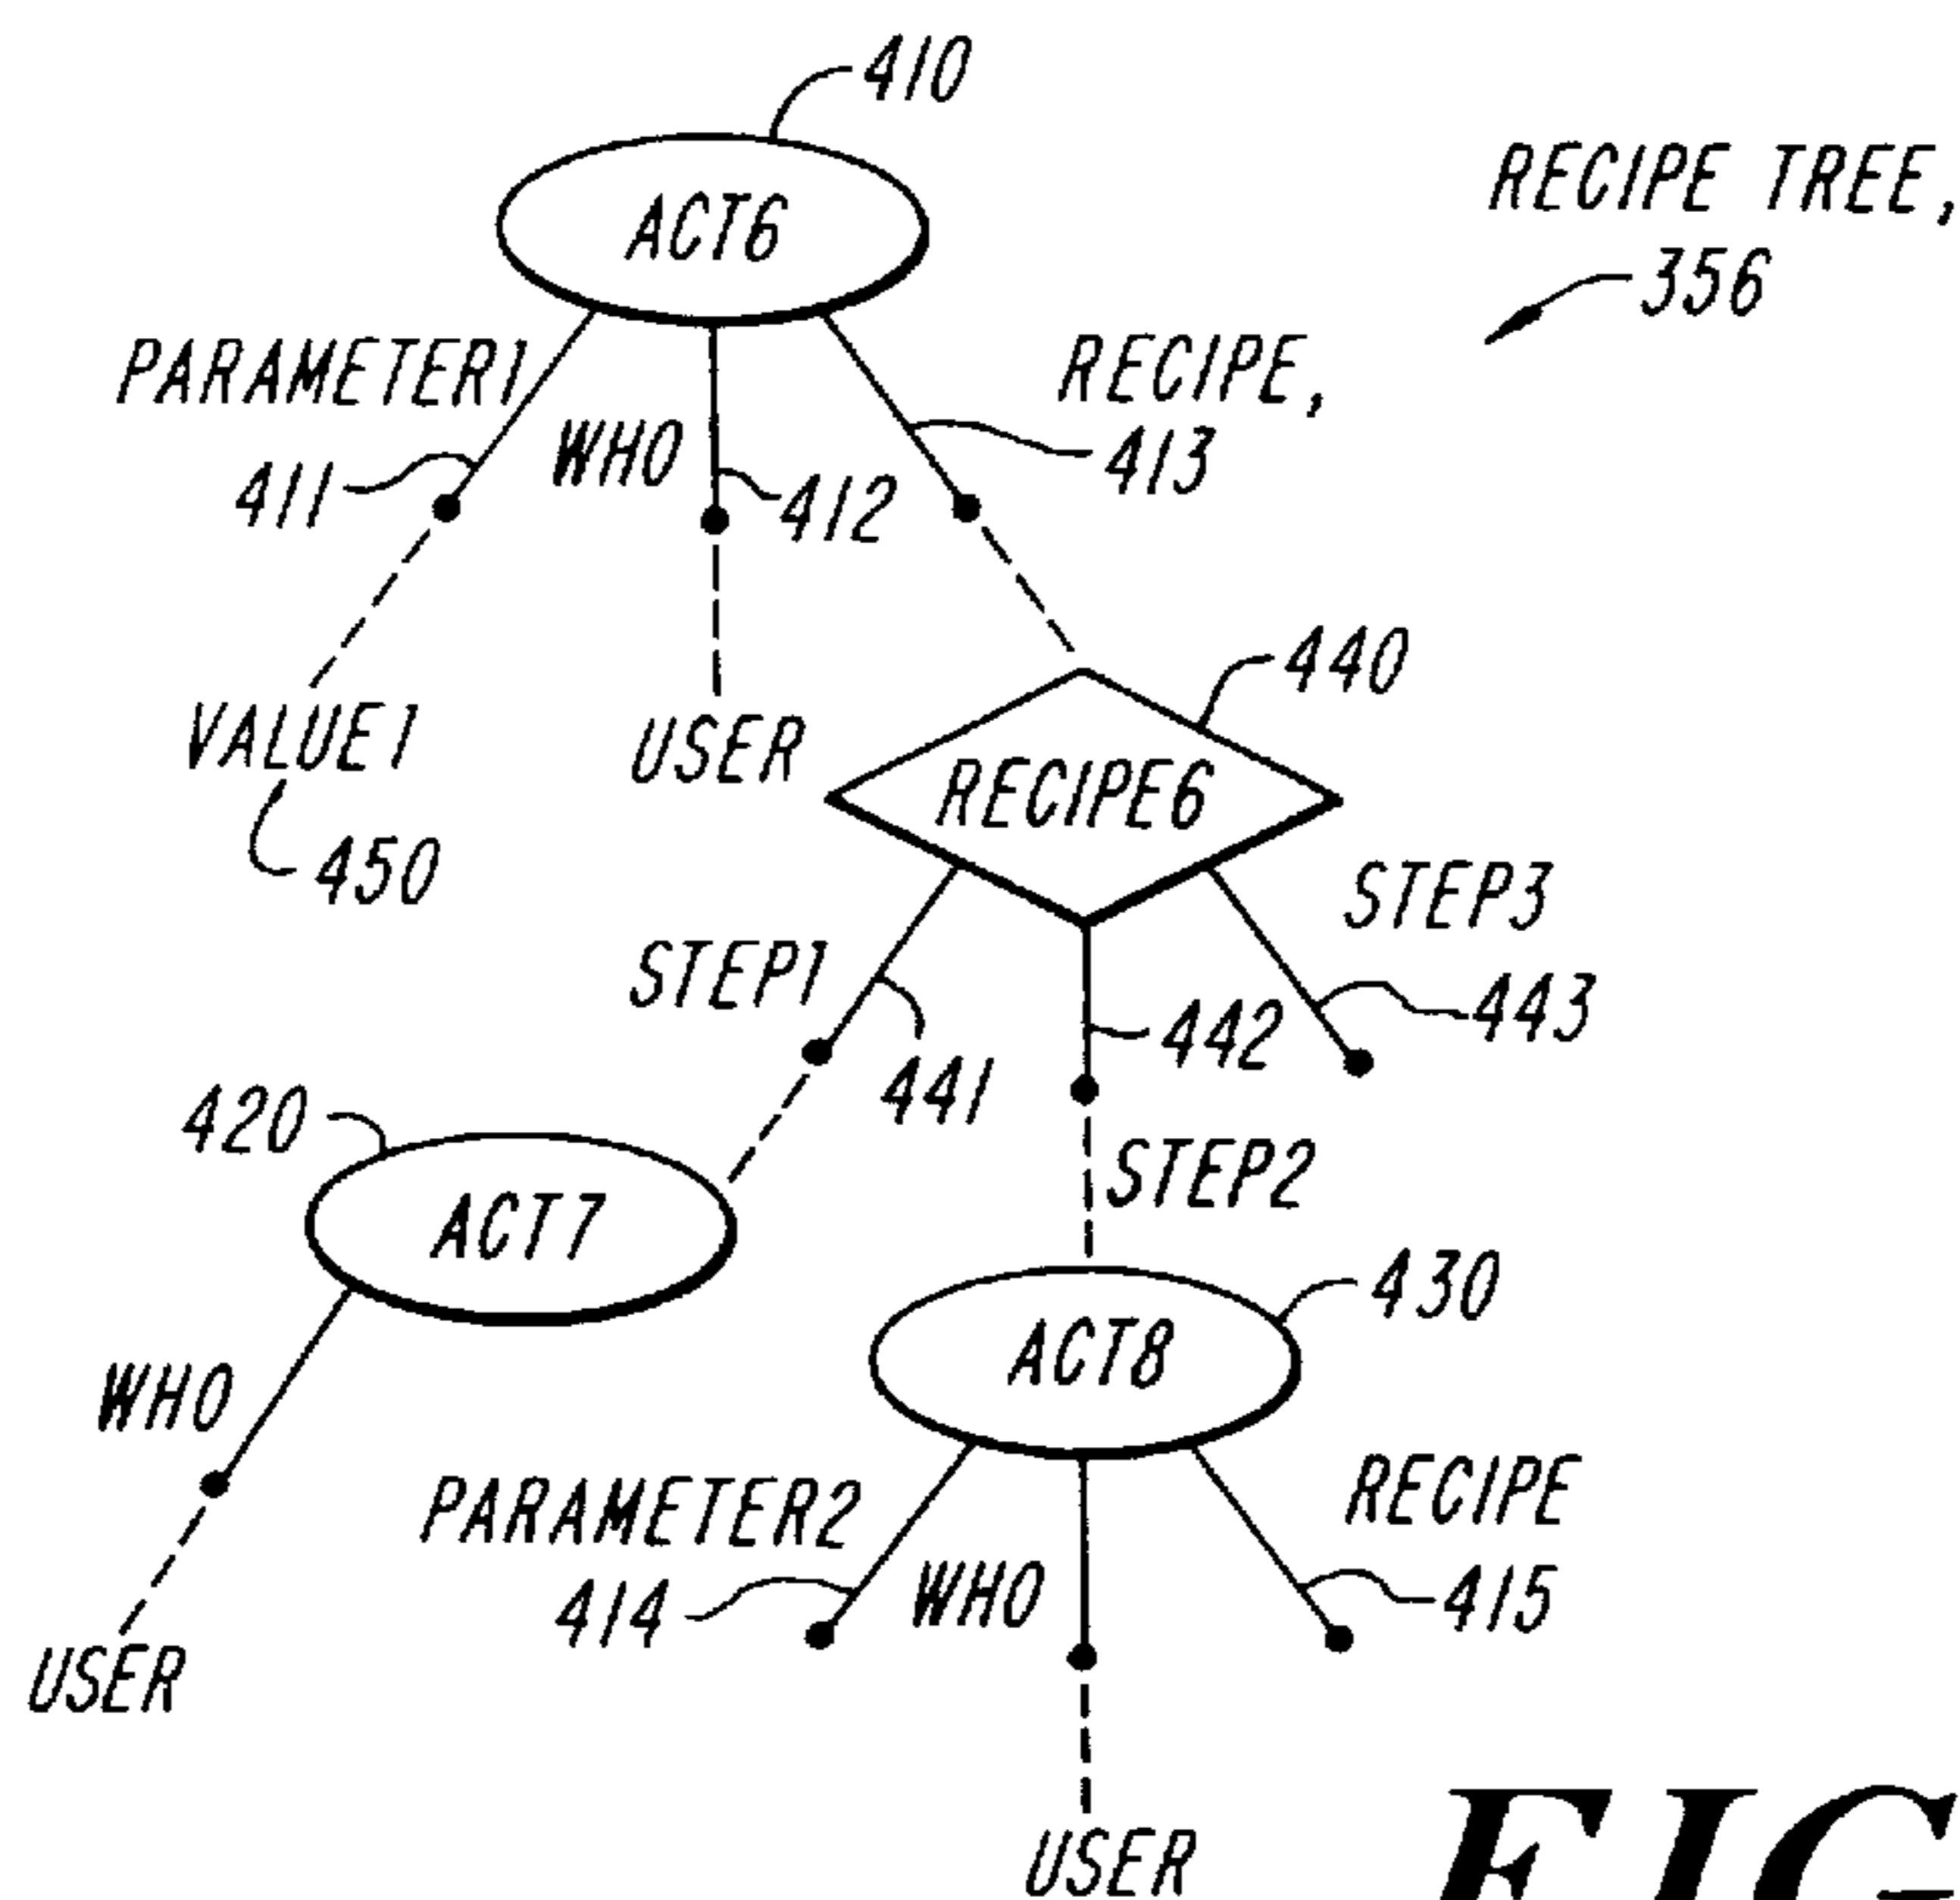 410
ACT6
RECIPE TREE,
356
PARAMETER1
RECIPE,
411
WHO
412
413
VALUE1
USER
440
RECIPE6
450
STEP3
STEP1
443
442
441
420
STEP2
ACT7
430
ACT8
WHO
PARAMETER2
RECIPE
414
WHO
415
USER
USER